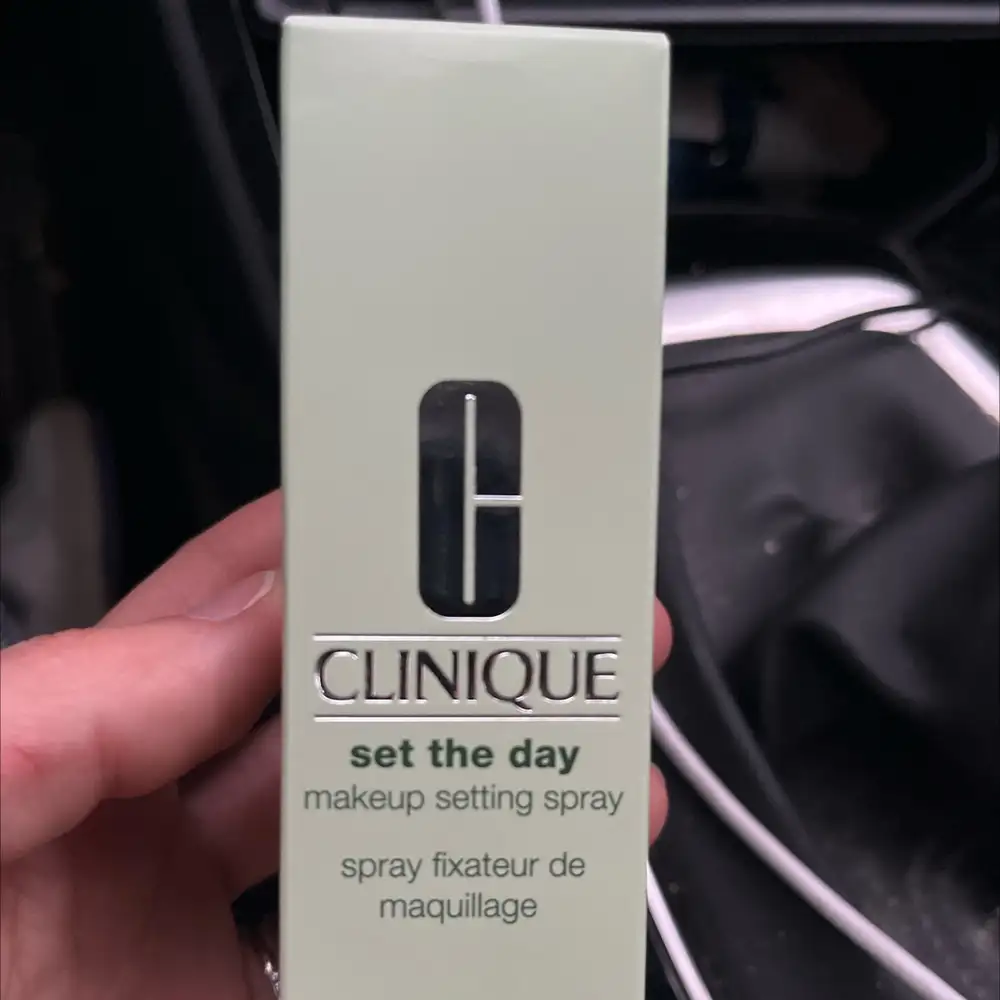 C
CLINIQUE
set the day
makeup setting spray
spray fixateur de
maquillage